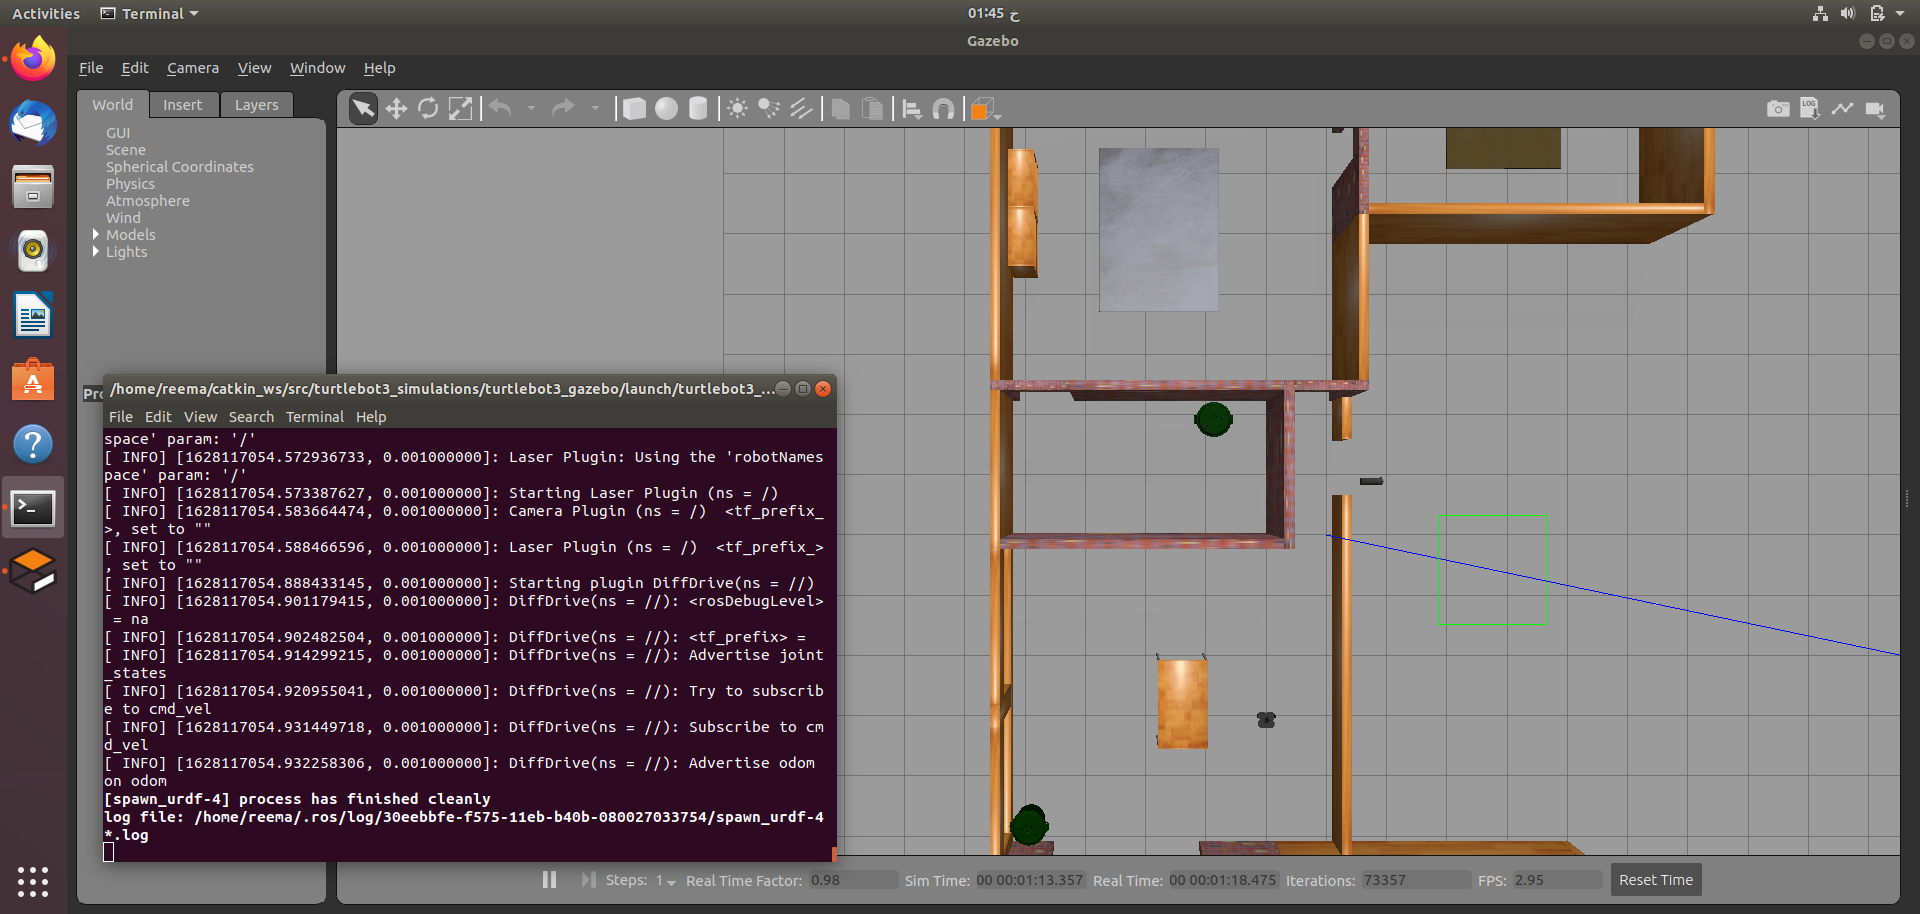 Activities
Terminal
01:45 خ
Gazebo
File Edit Camera View Window Help
World Insert Layers
GUI
Scene
Spherical Coordinates
Physics
Atmosphere
Wind
Models
Lights
LOG
Pro
/home/reema/catkin_ws/src/turtlebot3_simulations/turtlebot3_gazebo/launch/turtlebot3_...
File Edit View Search Terminal Help
space' param: '/'
[ INFO] [1628117054.572936733, 0.001000000]: Laser Plugin: Using the 'robotNames
pace' param: '/'
[ INFO] [1628117054.573387627, 0.001000000]: Starting Laser Plugin (ns = /)
[ INFO] [1628117054.583664474, 0.001000000]: Camera Plugin (ns = /)  <tf_prefix_
>, set to ""
[ INFO] [1628117054.588466596, 0.001000000]: Laser Plugin (ns = /)  <tf_prefix_>
, set to ""
[ INFO] [1628117054.888433145, 0.001000000]: Starting plugin DiffDrive(ns = //)
[ INFO] [1628117054.901179415, 0.001000000]: DiffDrive(ns = //): <rosDebugLevel>
 = na
[ INFO] [1628117054.902482504, 0.001000000]: DiffDrive(ns = //): <tf_prefix> =
[ INFO] [1628117054.914299215, 0.001000000]: DiffDrive(ns = //): Advertise joint
_states
[ INFO] [1628117054.920955041, 0.001000000]: DiffDrive(ns = //): Try to subscrib
e to cmd_vel
[ INFO] [1628117054.931449718, 0.001000000]: DiffDrive(ns = //): Subscribe to cm
d_vel
[ INFO] [1628117054.932258306, 0.001000000]: DiffDrive(ns = //): Advertise odom
on odom
[spawn_urdf-4] process has finished cleanly
log file: /home/reema/.ros/log/30eebbfe-f575-11eb-b40b-080027033754/spawn_urdf-4
*.log
Steps: 1 Real Time Factor: 0.98 Sim Time: 00 00:01:13.357 Real Time: 00 00:01:18.475 Iterations: 73357 FPS: 2.95 Reset Time